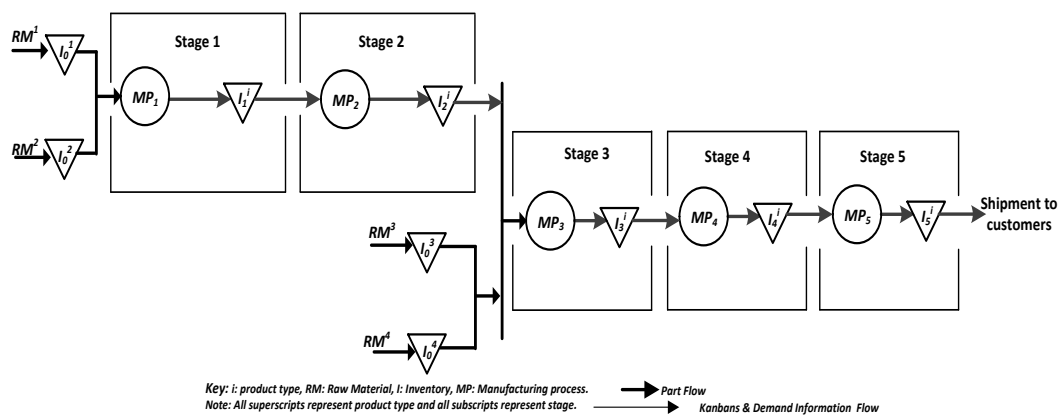 RM¹
I₀¹
RM²
I₀²
Stage 1
MP₁
I₁ⁱ
Stage 2
MP₂
I₂ⁱ
RM³
I₀³
RM⁴
I₀⁴
Stage 3
MP₃
I₃ⁱ
Stage 4
MP₄
I₄ⁱ
Stage 5
MP₅
I₅ⁱ
Shipment to
customers
Key: i: product type, RM: Raw Material, I: Inventory, MP: Manufacturing process.
Part Flow
Note: All superscripts represent product type and all subscripts represent stage.
Kanbans & Demand Information Flow